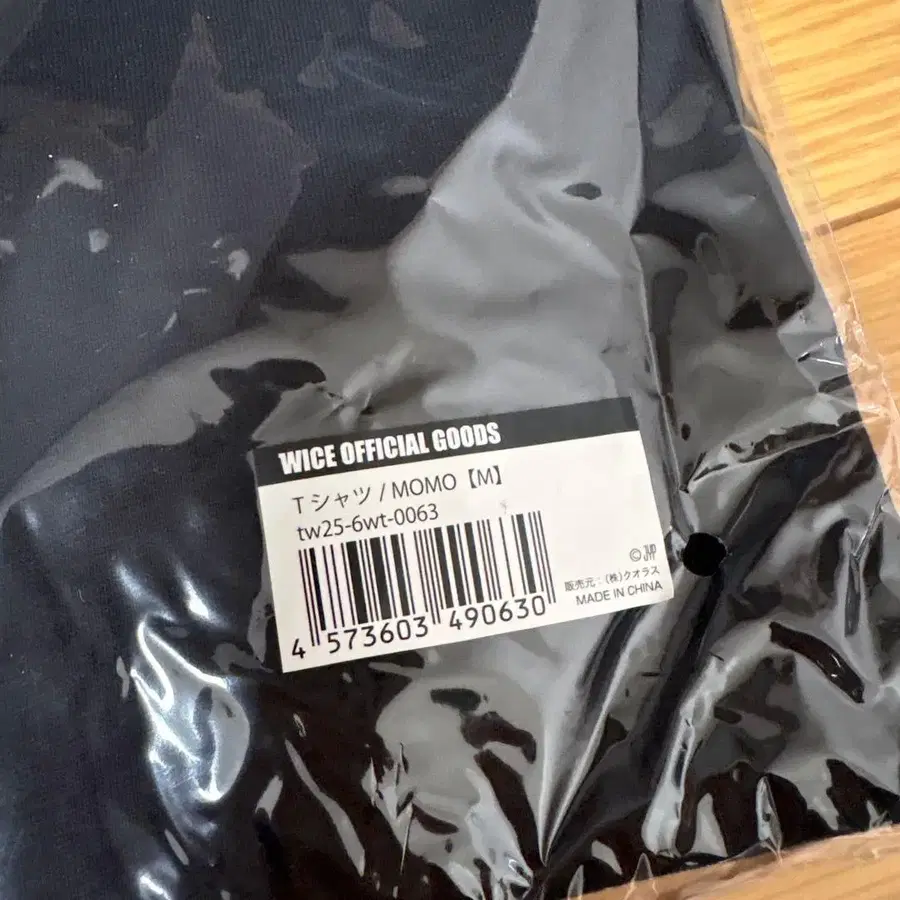 WICE OFFICIAL GOODS
Tシャツ / MOMO【M】
tw25-6wt-0063
4 573603 490630
© JYP
販売元：(株)クオラス
MADE IN CHINA